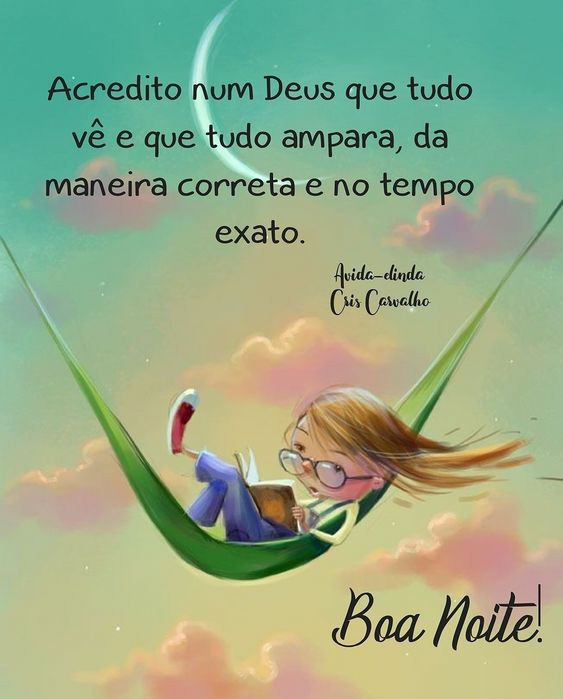 Acredito num Deus que tudo
vê e que tudo ampara, da
maneira correta e no tempo
exato.
Avida-dinda
Cris Carvalho
Boa Noite!